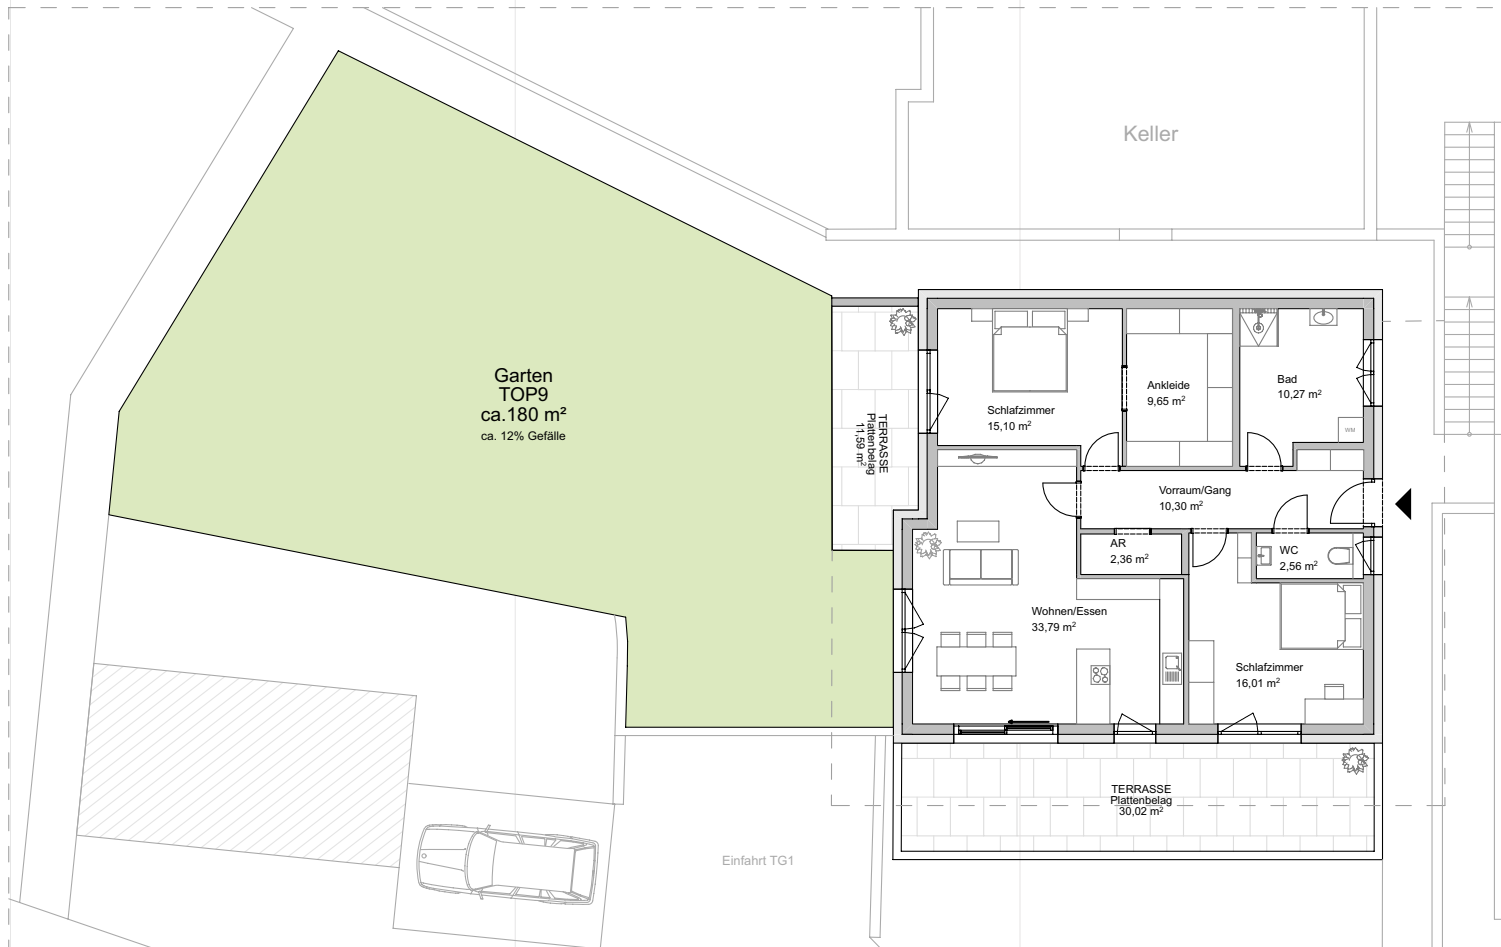 Keller
Garten
TOP9
ca.180 m²
ca. 12% Gefälle
TERRASSE
Plattenbelag
11,59 m²
Schlafzimmer
15,10 m²
Ankleide
9,65 m²
Bad
10,27 m²
WM
Vorraum/Gang
10,30 m²
AR
2,36 m²
WC
2,56 m²
Wohnen/Essen
33,79 m²
Schlafzimmer
16,01 m²
TERRASSE
Plattenbelag
30,02 m²
Einfahrt TG1